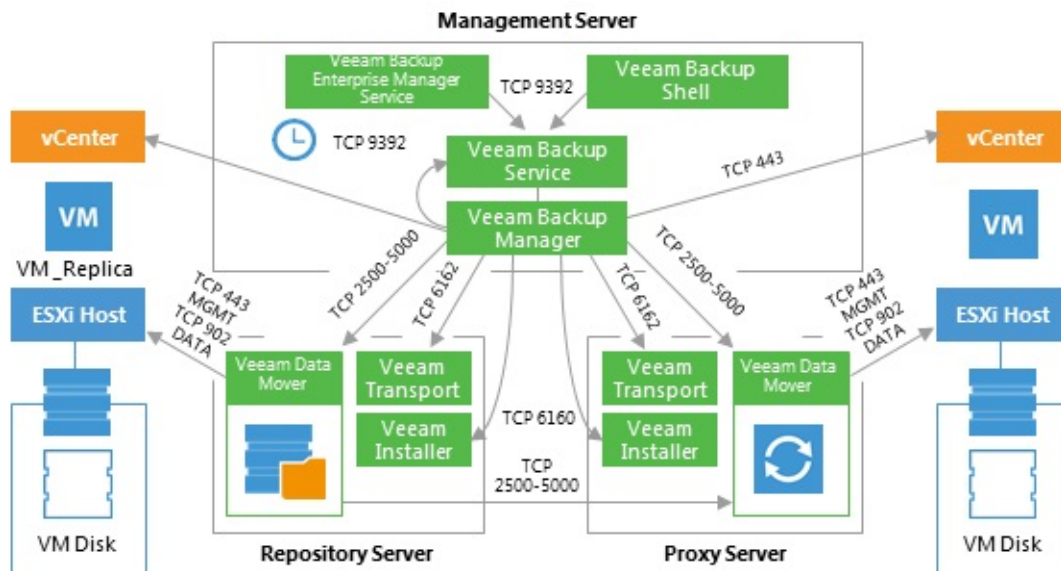 Management Server
Veeam Backup
Enterprise Manager
Service
TCP 9392
Veeam Backup
Shell
vCenter
TCP 9392
Veeam Backup
Service
TCP 443
vCenter
VM
VM_Replica
Veeam Backup
Manager
VM
TCP 2500-5000
TCP 6162
TCP 6162
TCP 2500-5000
ESXi Host
TCP 443
MGMT
TCP 902
DATA
TCP 443
MGMT
TCP 902
DATA
ESXi Host
Veeam Data
Mover
Veeam
Transport
Veeam
Installer
TCP 6160
Veeam
Transport
Veeam
Installer
Veeam Data
Mover
TCP
2500-5000
VM Disk
Repository Server
Proxy Server
VM Disk